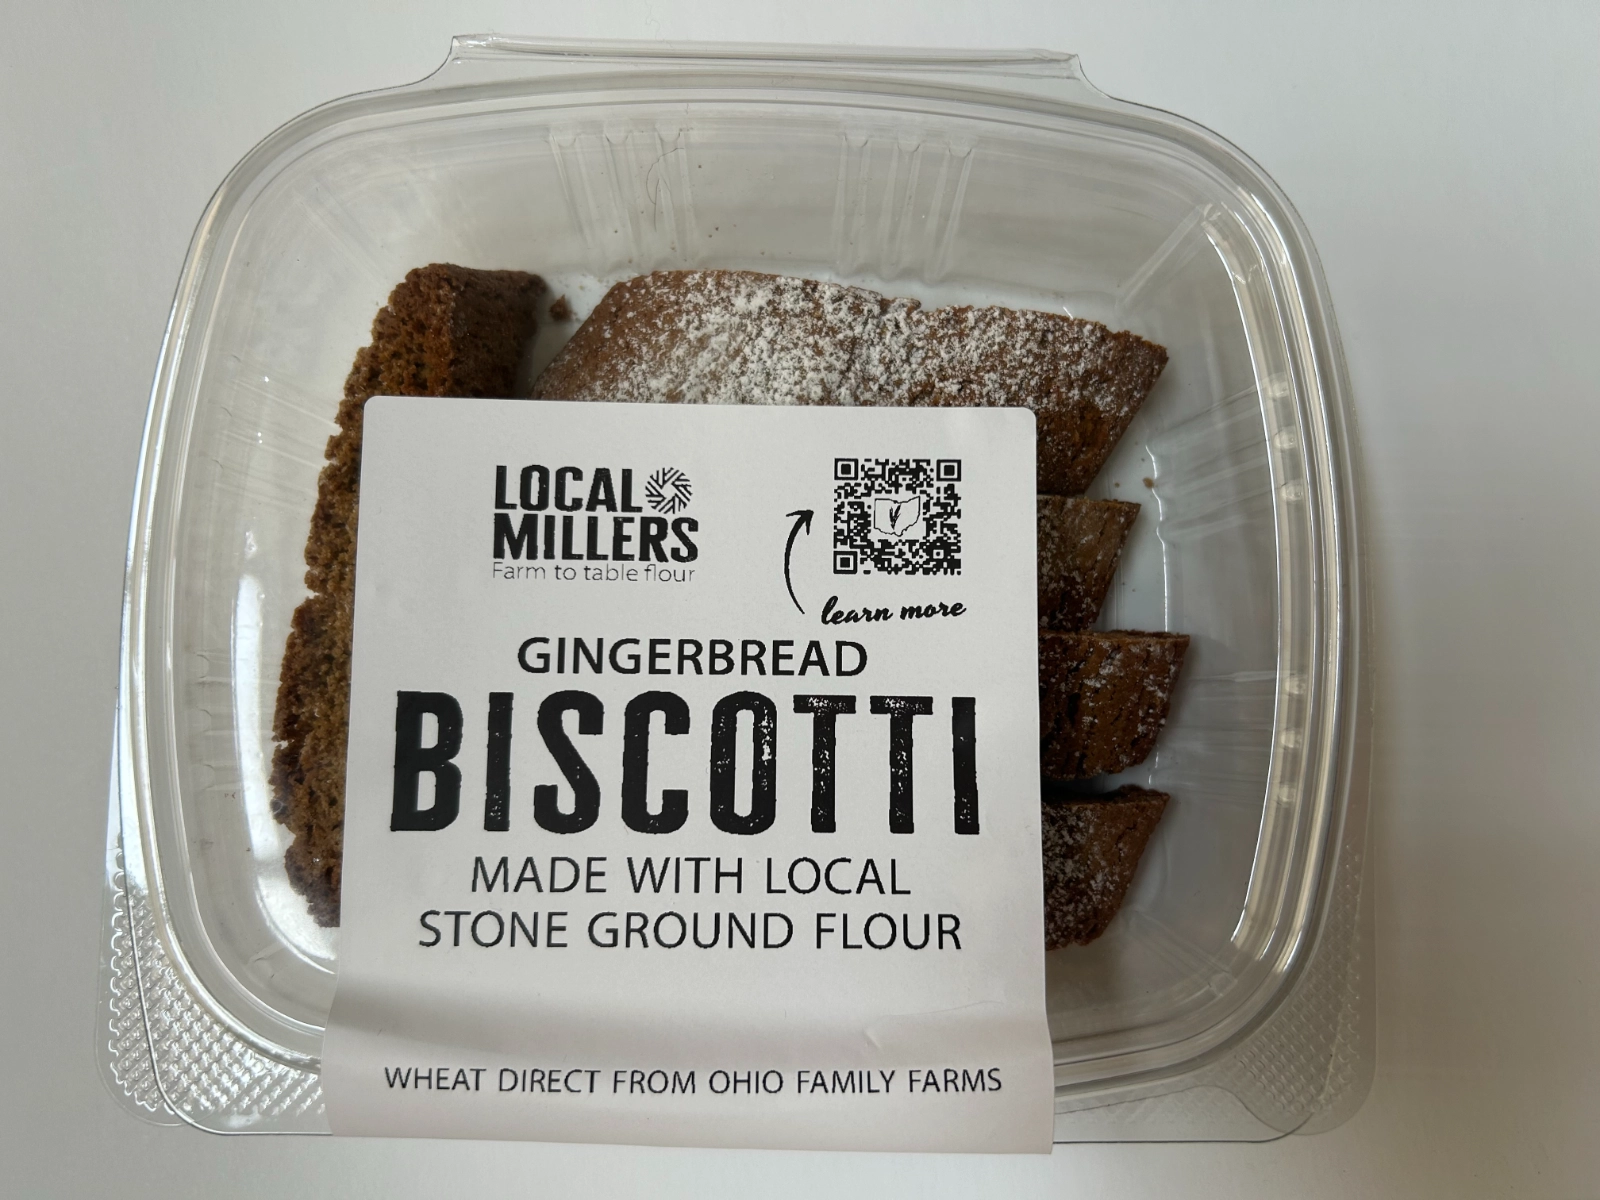 LOCAL
MILLERS
Farm to table flour
learn more
GINGERBREAD
BISCOTTI
MADE WITH LOCAL
STONE GROUND FLOUR
WHEAT DIRECT FROM OHIO FAMILY FARMS